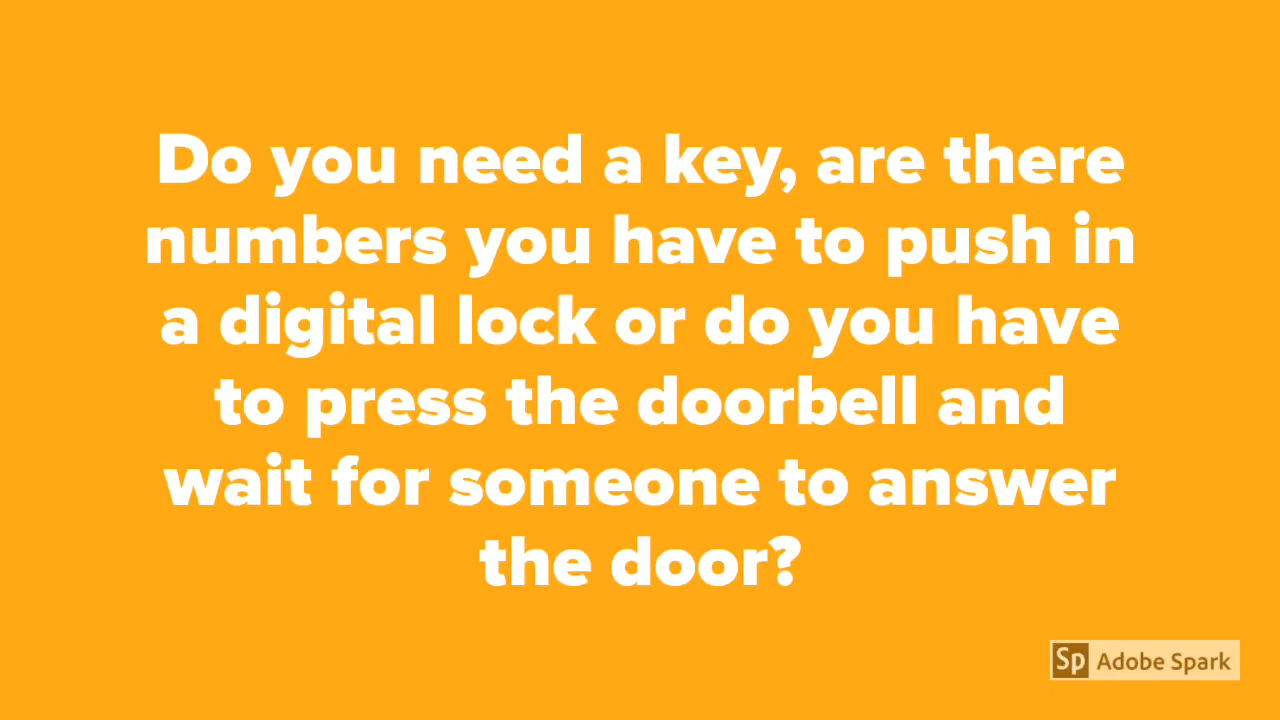 Do you need a key, are there
numbers you have to push in
a digital lock or do you have
to press the doorbell and
wait for someone to answer
the door?
Sp Adobe Spark